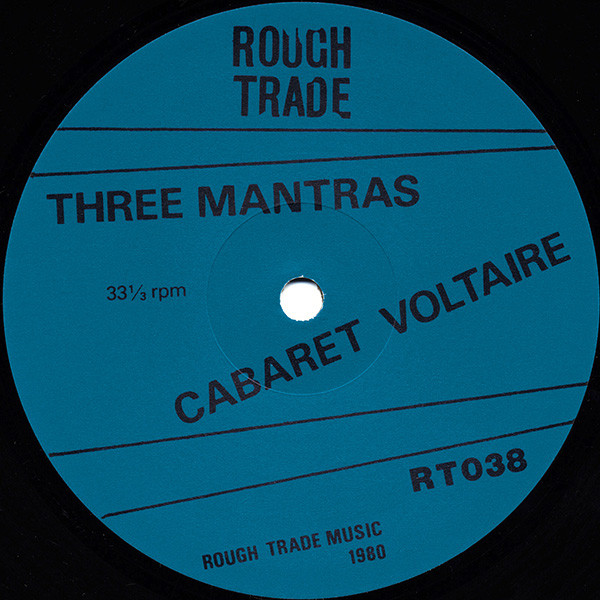 ROUGH
TRADE
THREE MANTRAS
33⅓ rpm
CABARET VOLTAIRE
RT038
ROUGH TRADE MUSIC
1980